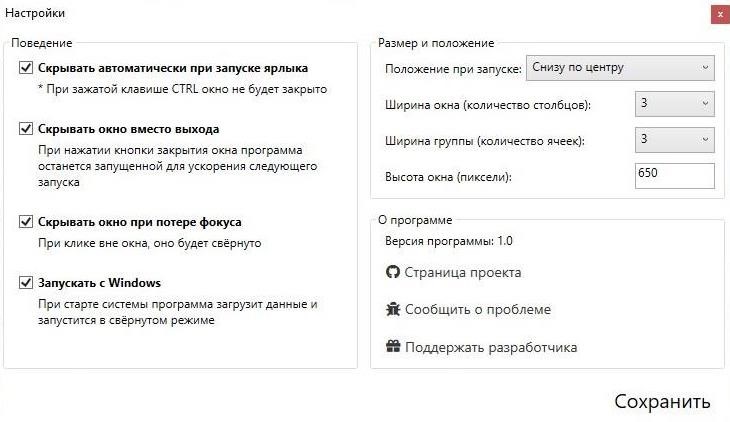 Настройки
x
Поведение
Скрывать автоматически при запуске ярлыка
* При зажатой клавише CTRL окно не будет закрыто
Скрывать окно вместо выхода
При нажатии кнопки закрытия окна программа
останется запущенной для ускорения следующего
запуска
Скрывать окно при потере фокуса
При клике вне окна, оно будет свёрнуто
Запускать с Windows
При старте системы программа загрузит данные и
запустится в свёрнутом режиме
Размер и положение
Положение при запуске: Снизу по центру
Ширина окна (количество столбцов): 3
Ширина группы (количество ячеек): 3
Высота окна (пиксели): 650
О программе
Версия программы: 1.0
Страница проекта
Сообщить о проблеме
Поддержать разработчика
Сохранить